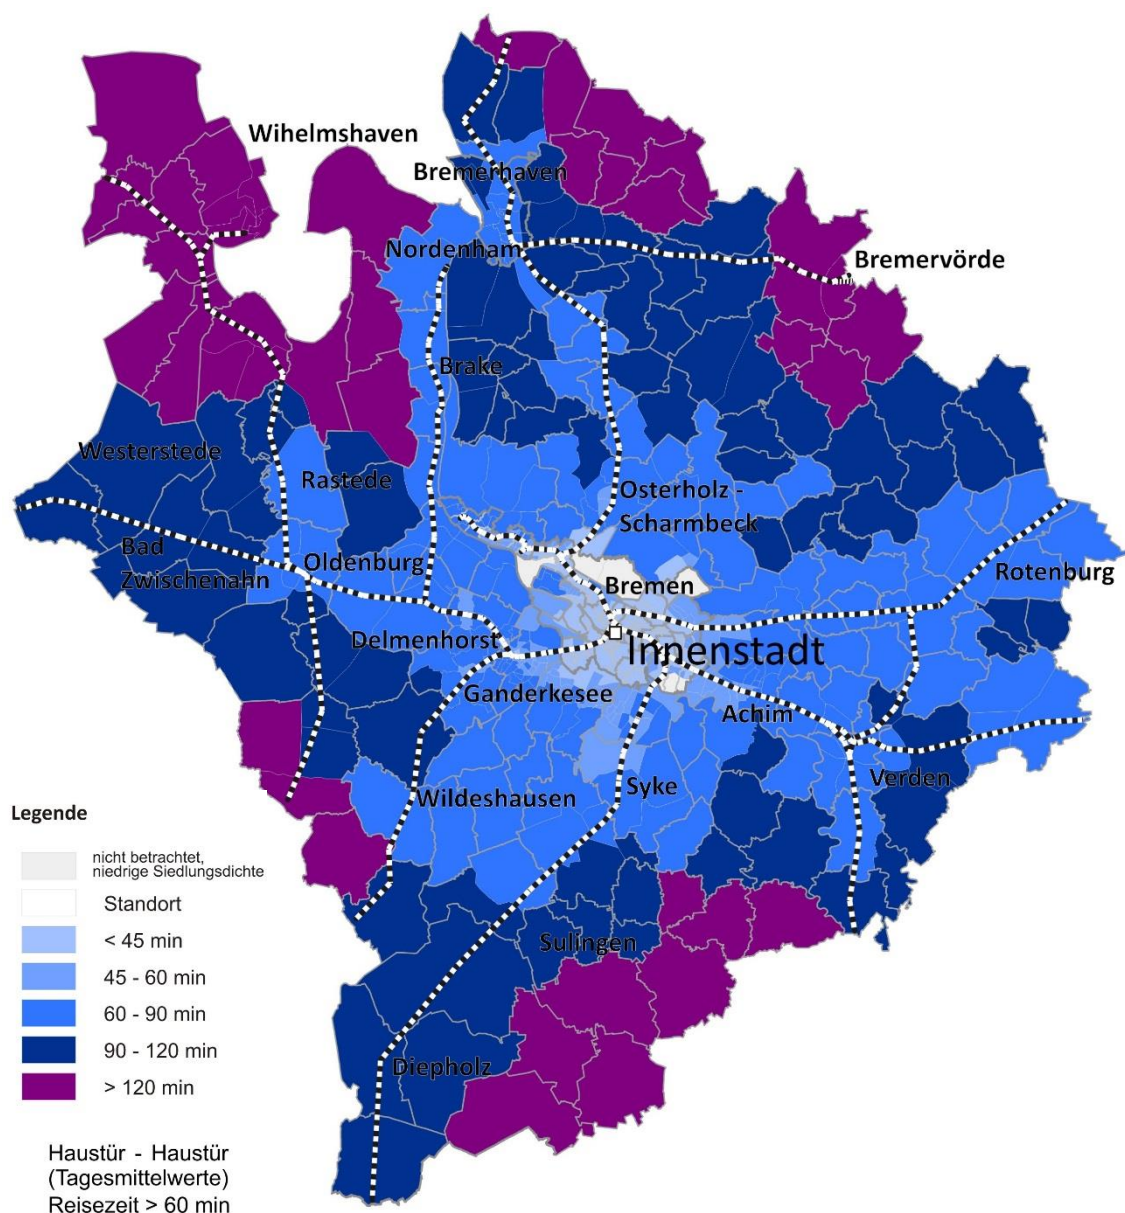 Wihelmshaven
Bremerhaven
Nordenham
Bremervörde
Brake
Westerstede
Rastede
Osterholz -
Scharmbeck
Bad
Zwischenahn
Oldenburg
Bremen
Rotenburg
Delmenhorst
Innenstadt
Ganderkesee
Achim
Verden
Wildeshausen
Syke
Sulingen
Diepholz
Legende
nicht betrachtet,
niedrige Siedlungsdichte
Standort
< 45 min
45 - 60 min
60 - 90 min
90 - 120 min
> 120 min
Haustür - Haustür
(Tagesmittelwerte)
Reisezeit > 60 min